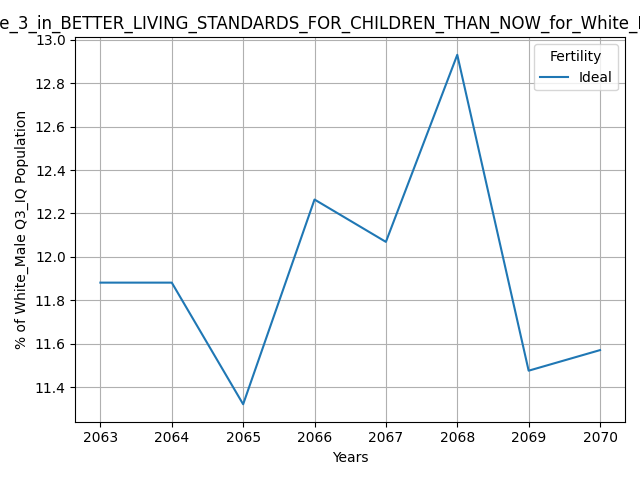 e_3_in_BETTER_LIVING_STANDARDS_FOR_CHILDREN_THAN_NOW_for_White_
Fertility
Ideal
13.0
12.8
12.6
12.4
12.2
12.0
11.8
11.6
11.4
% of White_Male Q3_IQ Population
2063 2064 2065 2066 2067 2068 2069 2070
Years